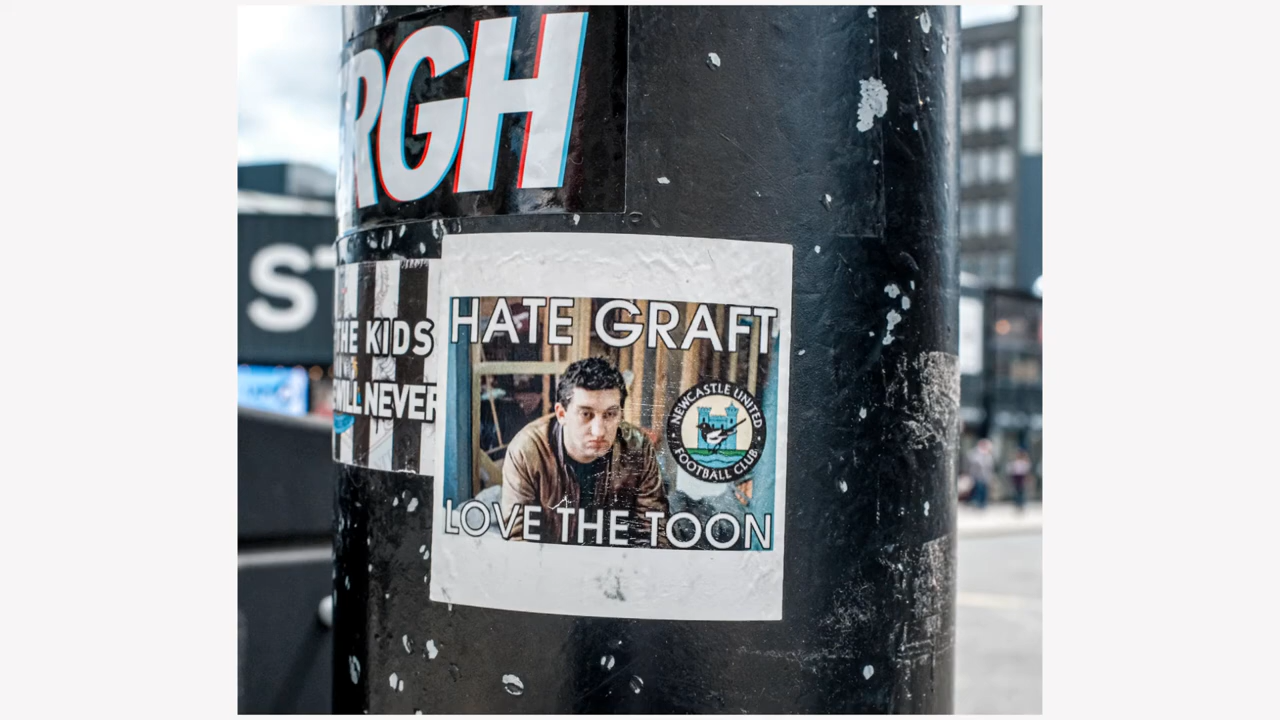 RGH
ST
THE KIDS
WILL NEVER
HATE GRAFT
NEWCASTLE UNITED
FOOTBALL CLUB
LOVE THE TOON